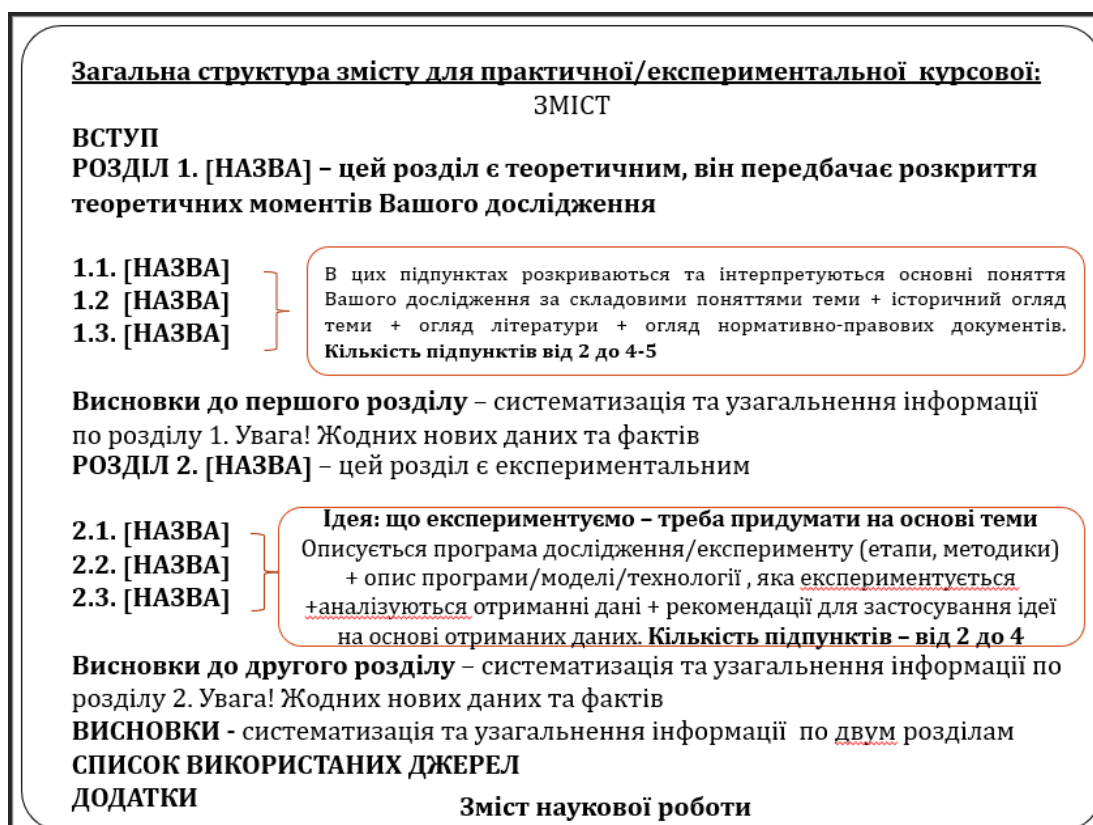 Загальна структура змісту для практичної/експериментальної курсової:
ЗМІСТ
ВСТУП
РОЗДІЛ 1. [НАЗВА] – цей розділ є теоретичним, він передбачає розкриття
теоретичних моментів Вашого дослідження
1.1. [НАЗВА]
1.2 [НАЗВА]
1.3. [НАЗВА]
В цих підпунктах розкриваються та інтерпретуються основні поняття
Вашого дослідження за складовими поняттями теми + історичний огляд
теми + огляд літератури + огляд нормативно-правових документів.
Кількість підпунктів від 2 до 4-5
Висновки до першого розділу – систематизація та узагальнення інформації
по розділу 1. Увага! Жодних нових даних та фактів
РОЗДІЛ 2. [НАЗВА] – цей розділ є експериментальним
2.1. [НАЗВА]
2.2. [НАЗВА]
2.3. [НАЗВА]
Ідея: що експериментуємо – треба придумати на основі теми
Описується програма дослідження/експерименту (етапи, методики)
+ опис програми/моделі/технології , яка експериментується
+аналізуються отриманні дані + рекомендації для застосування ідеї
на основі отриманих даних. Кількість підпунктів – від 2 до 4
Висновки до другого розділу – систематизація та узагальнення інформації по
розділу 2. Увага! Жодних нових даних та фактів
ВИСНОВКИ - систематизація та узагальнення інформації по двум розділам
СПИСОК ВИКОРИСТАНИХ ДЖЕРЕЛ
ДОДАТКИ
Зміст наукової роботи